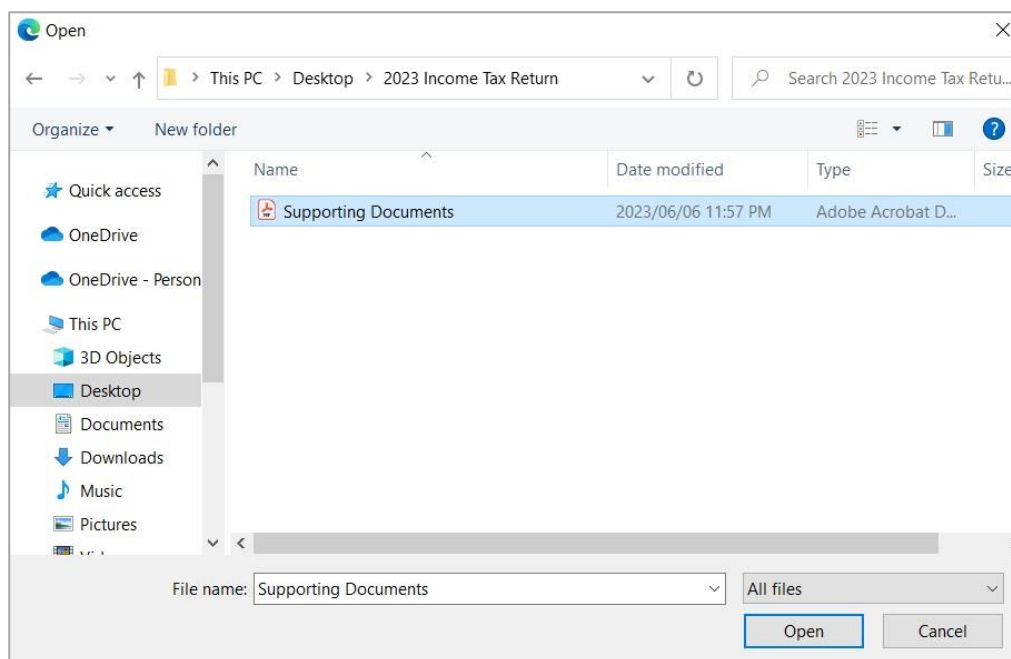 Open
This PC > Desktop > 2023 Income Tax Return
Search 2023 Income Tax Retu...
Organize
New folder
Name
Date modified
Type
Size
Quick access
OneDrive
OneDrive - Person
This PC
3D Objects
Desktop
Documents
Downloads
Music
Pictures
Supporting Documents
2023/06/06 11:57 PM
Adobe Acrobat D...
File name: Supporting Documents
All files
Open
Cancel